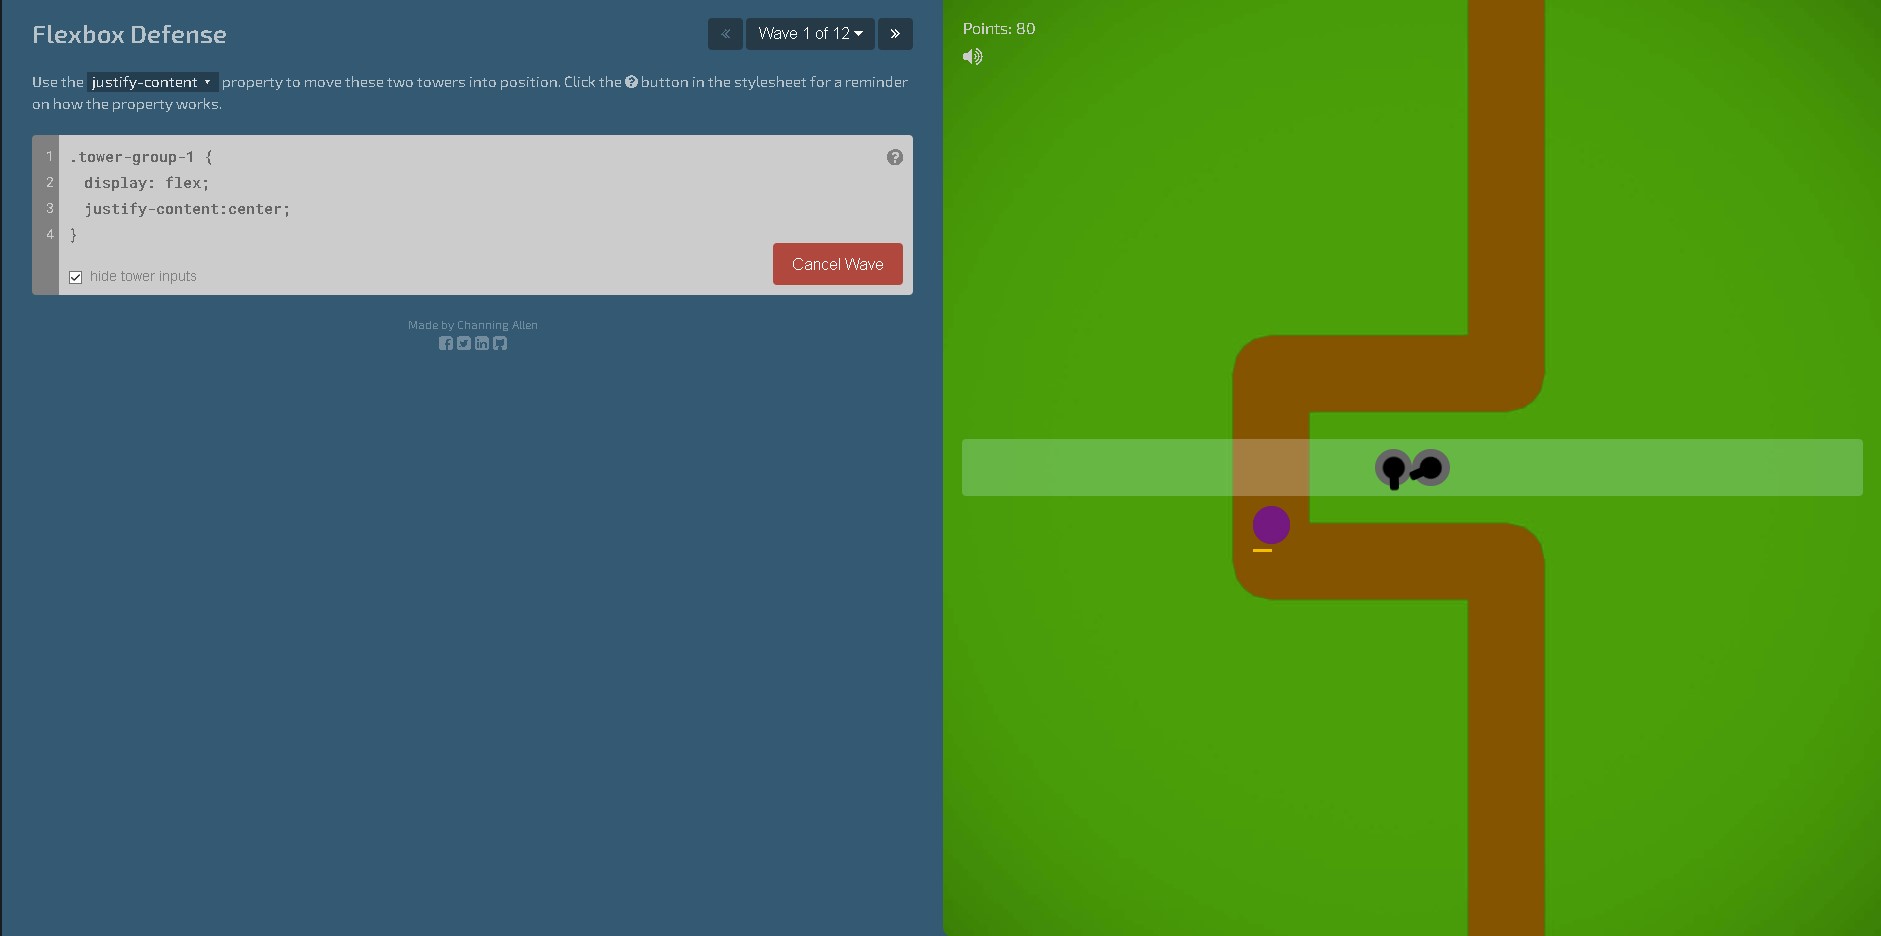 Flexbox Defense
Wave 1 of 12
Use the justify-content property to move these two towers into position. Click the button in the stylesheet for a reminder
on how the property works.
1 .tower-group-1 {
2 display: flex;
3 justify-content:center;
4 }
hide tower inputs
Cancel Wave
Made by Channing Allen
Points: 80